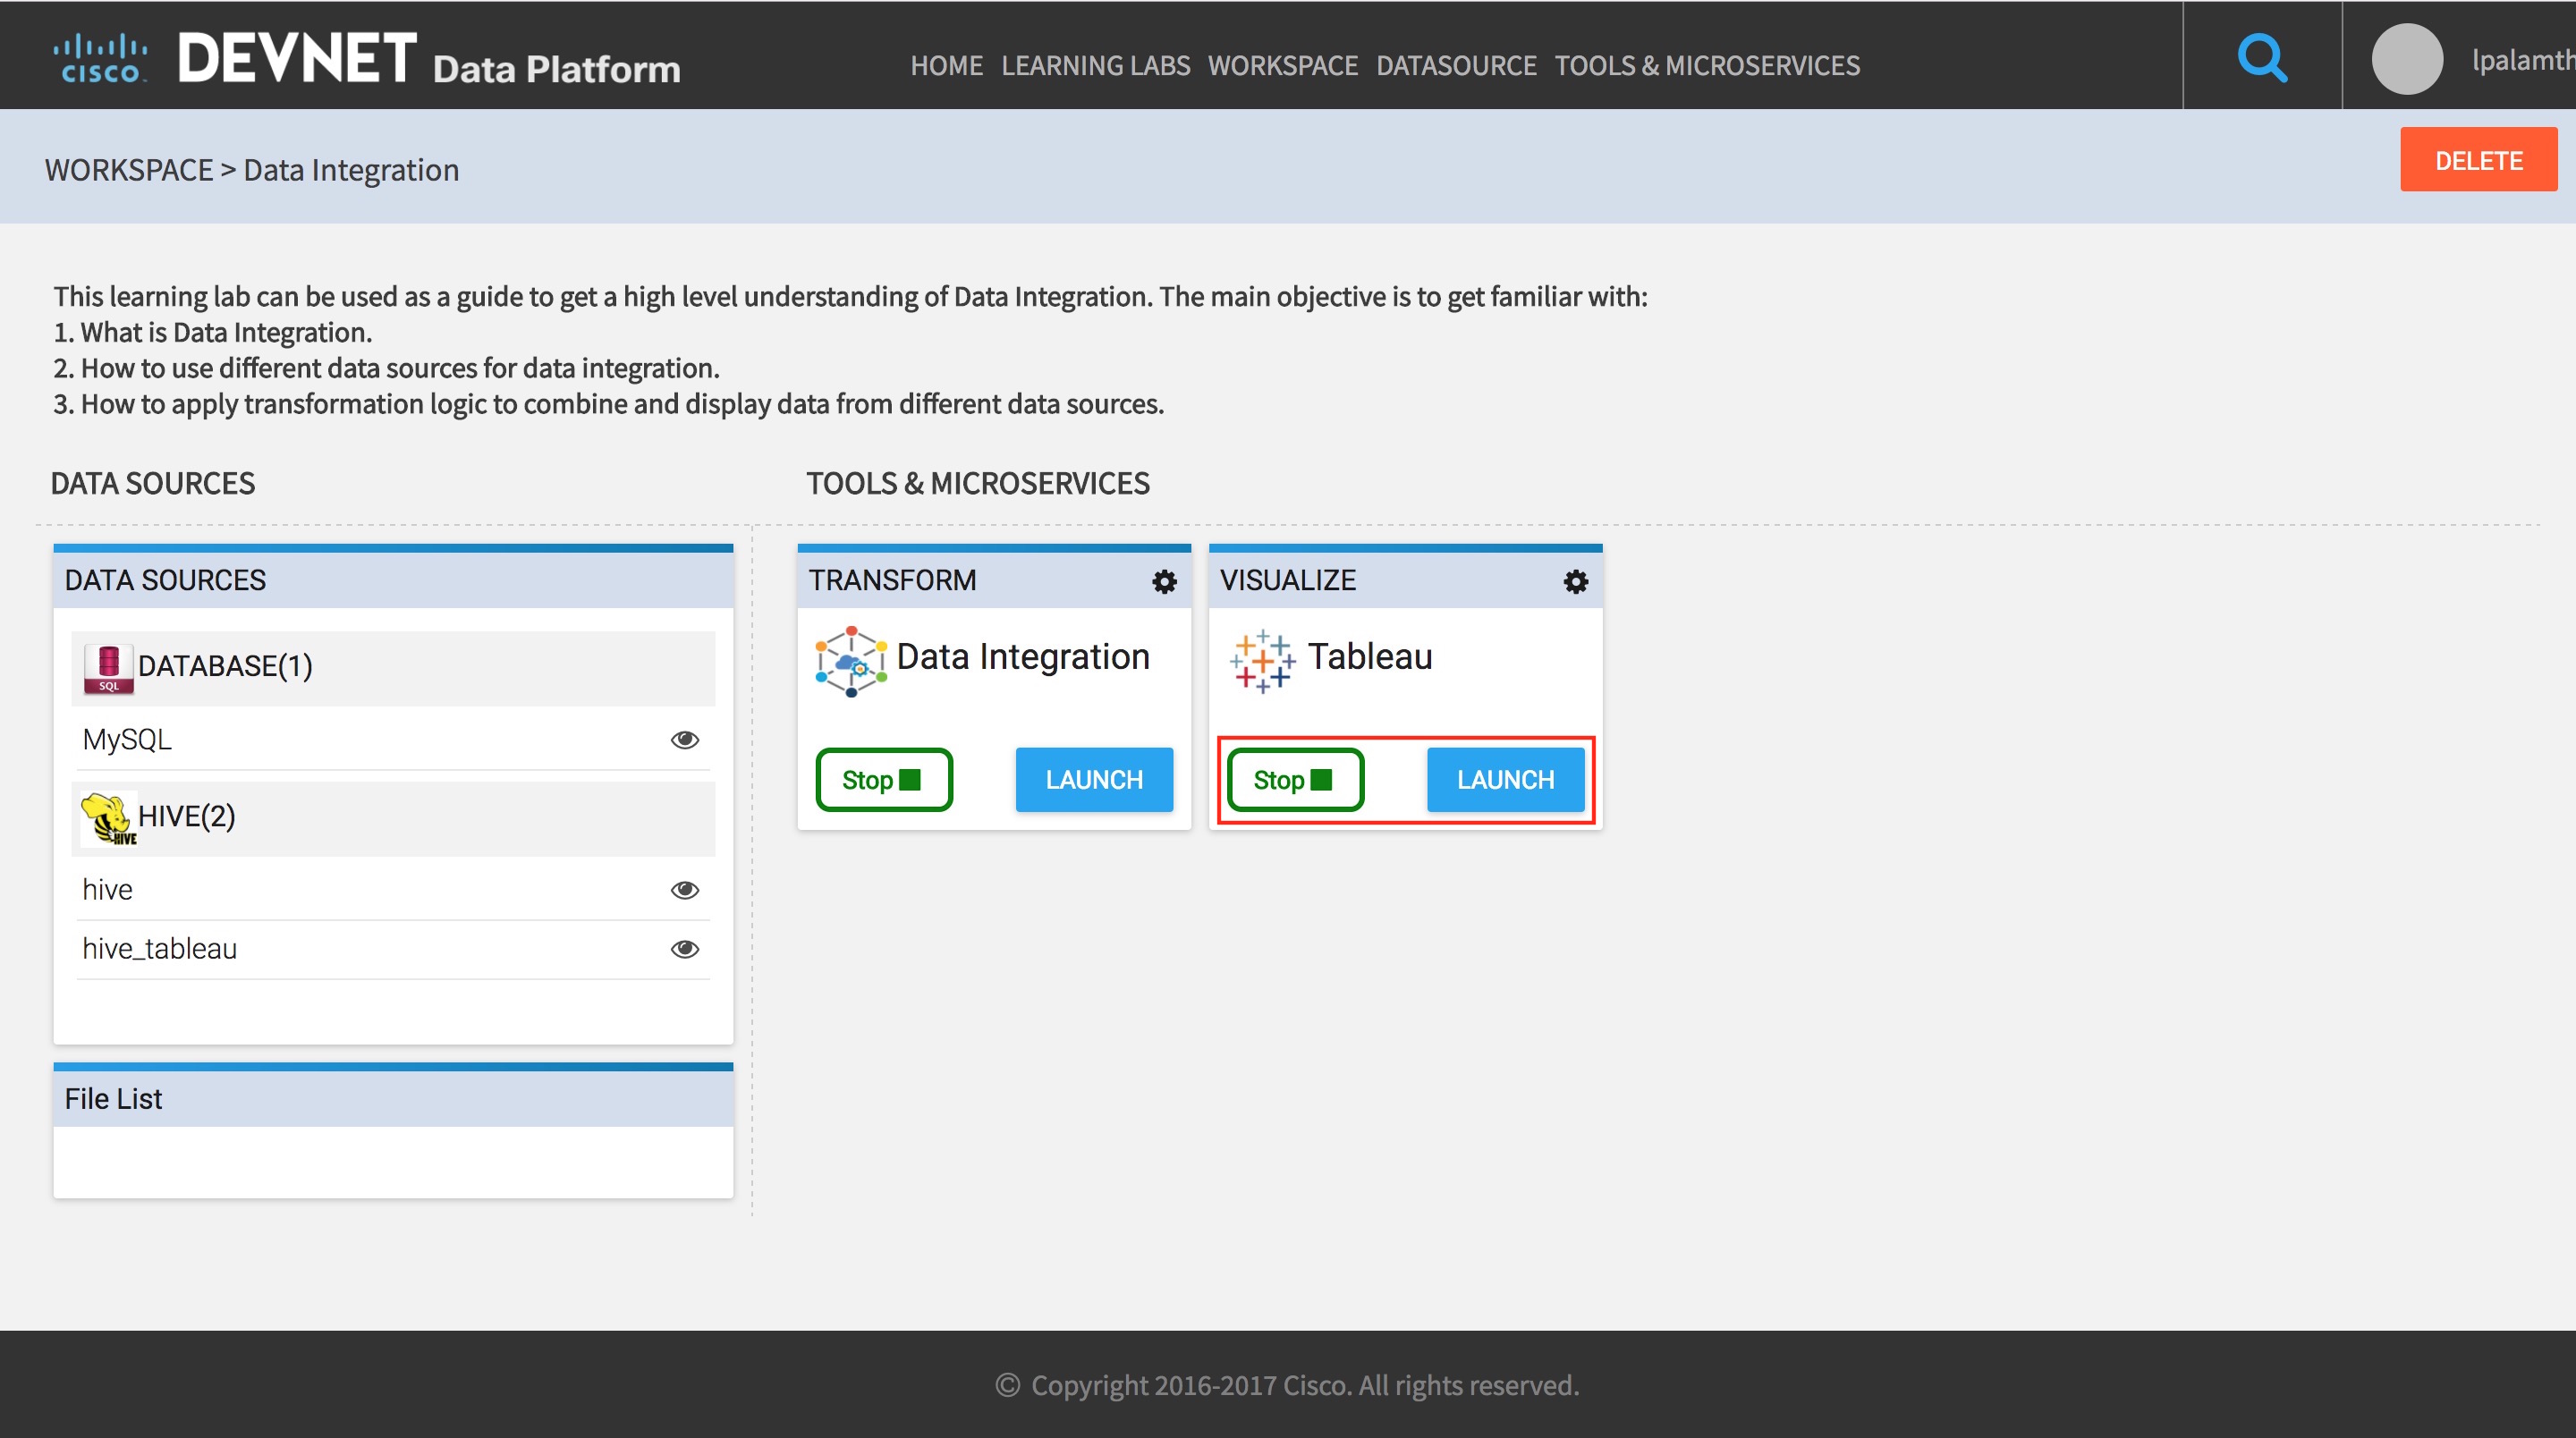 CISCO DEVNET Data Platform
HOME LEARNING LABS WORKSPACE DATASOURCE TOOLS & MICROSERVICES
lpalamth
WORKSPACE > Data Integration
DELETE
This learning lab can be used as a guide to get a high level understanding of Data Integration. The main objective is to get familiar with:
1. What is Data Integration.
2. How to use different data sources for data integration.
3. How to apply transformation logic to combine and display data from different data sources.
DATA SOURCES
TOOLS & MICROSERVICES
DATA SOURCES
SQL DATABASE(1)
MySQL
HIVE HIVE(2)
hive
hive_tableau
File List
TRANSFORM
Data Integration
Stop LAUNCH
VISUALIZE
Tableau
Stop LAUNCH
© Copyright 2016-2017 Cisco. All rights reserved.